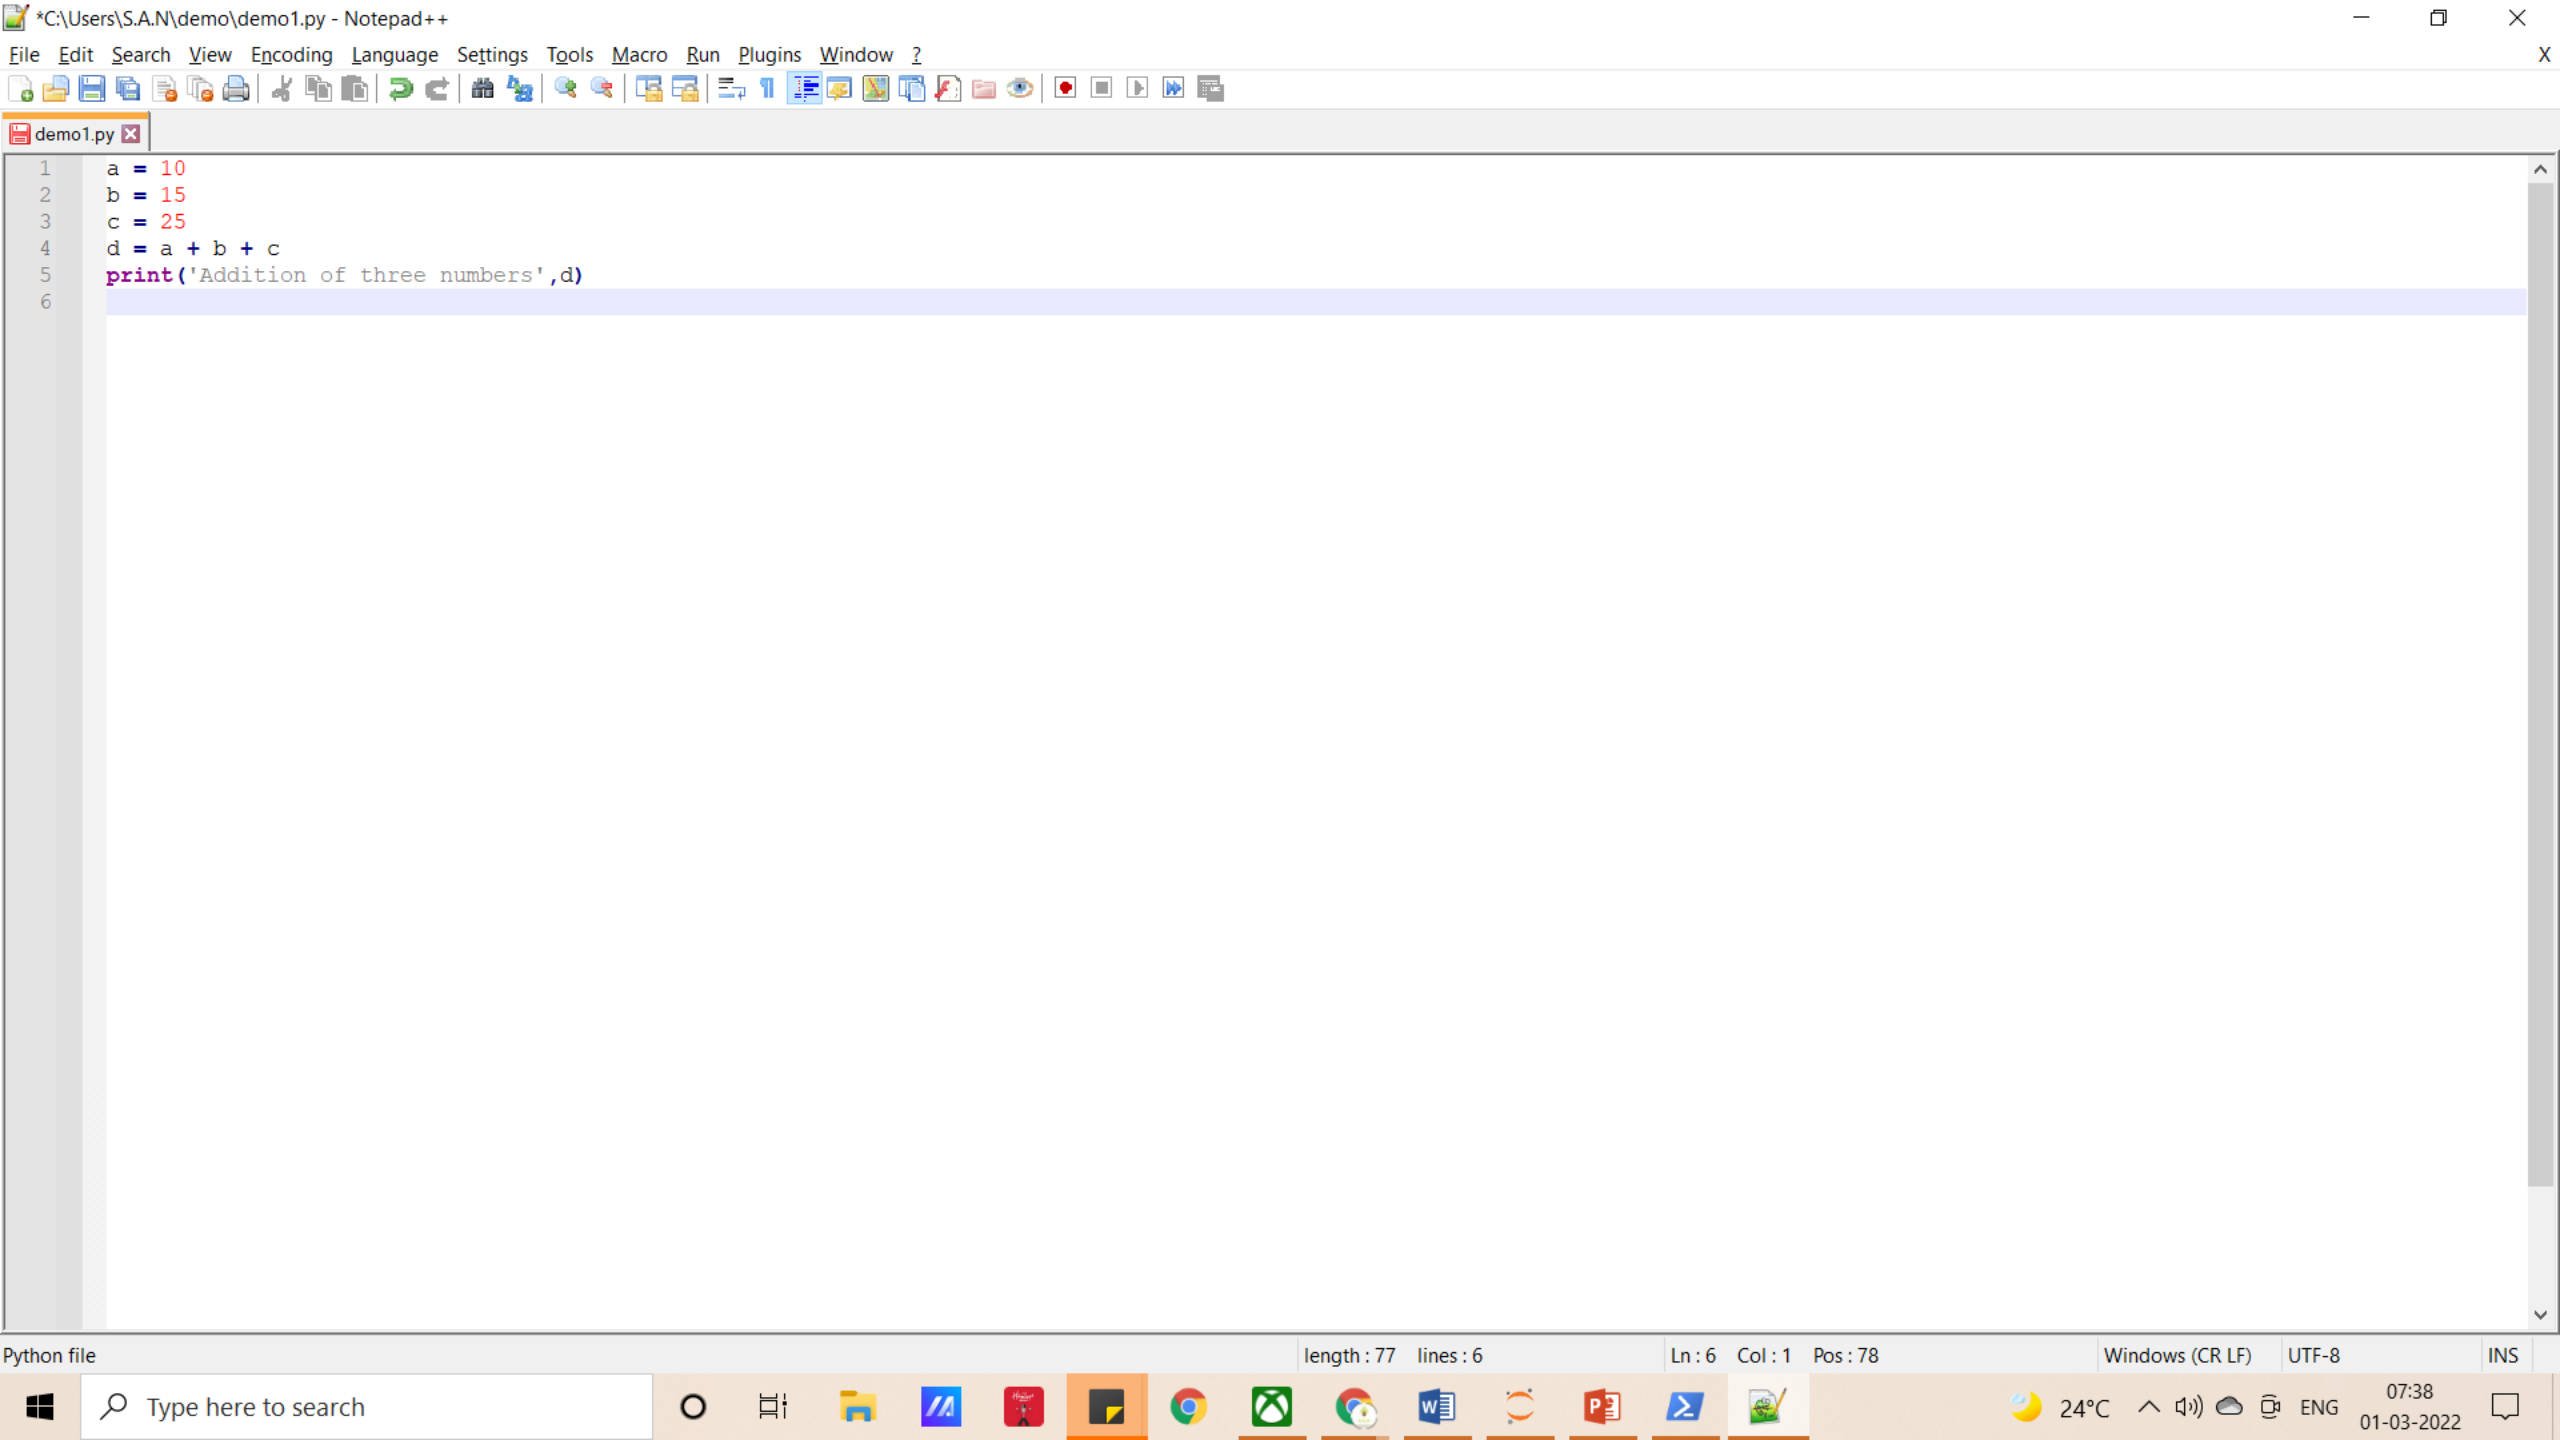 *C:\Users\S.A.N\demo\demo1.py - Notepad++
File Edit Search View Encoding Language Settings Tools Macro Run Plugins Window ?
X
demo1.py
1 a = 10
2 b = 15
3 c = 25
4 d = a + b + c
5 print('Addition of three numbers',d)
6
Python file length : 77 lines : 6 Ln : 6 Col : 1 Pos : 78 Windows (CR LF) UTF-8 INS
Type here to search 24°C ENG 07:38
01-03-2022